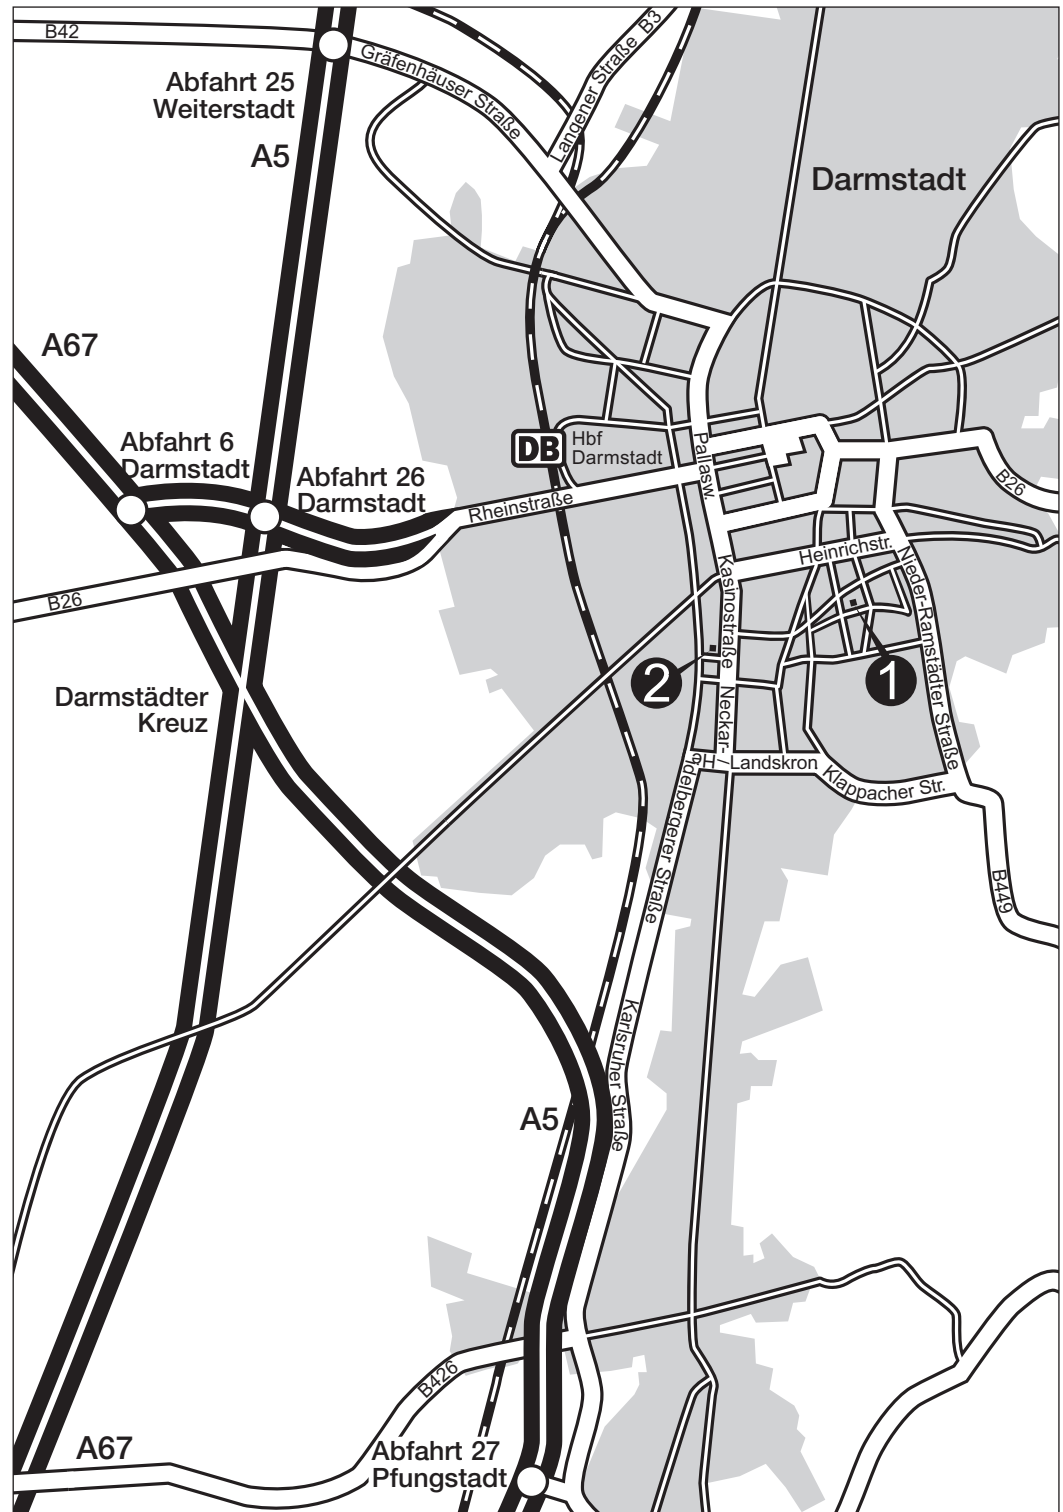 B42
Abfahrt 25
Weiterstadt
A5
Gräfenhäuser Straße
Langener Straße B3
Darmstadt
A67
Abfahrt 6
Darmstadt
Abfahrt 26
Darmstadt
DB
Hbf
Darmstadt
Rheinstraße
Pallasw.
B26
B26
Heinrichstr.
Kasinostraße
Nieder-Ramstädter Straße
Darmstädter
Kreuz
2
1
Neckar-
Landskron
Klappacher Str.
Heidelbergerer Straße
B449
Karlsruher Straße
A5
B426
A67
Abfahrt 27
Pfungstadt